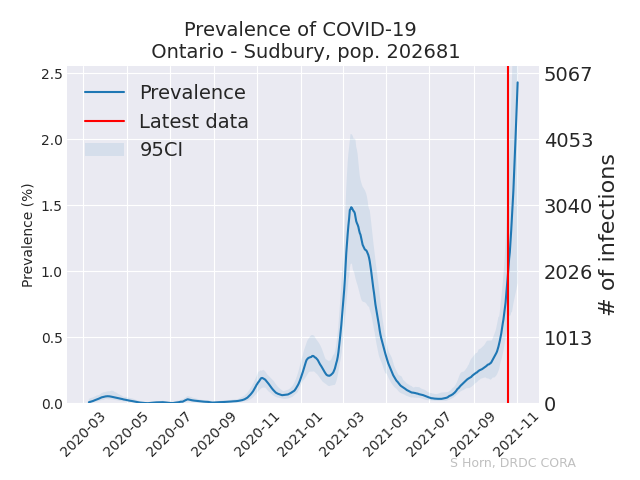 Prevalence of COVID-19
Ontario - Sudbury, pop. 202681
Prevalence
Latest data
95CI
Prevalence (%)
2.5
2.0
1.5
1.0
0.5
0.0
5067
4053
3040
2026
1013
0
# of infections
2020-03
2020-05
2020-07
2020-09
2020-11
2021-01
2021-03
2021-05
2021-07
2021-09
2021-11
S Horn, DRDC CORA